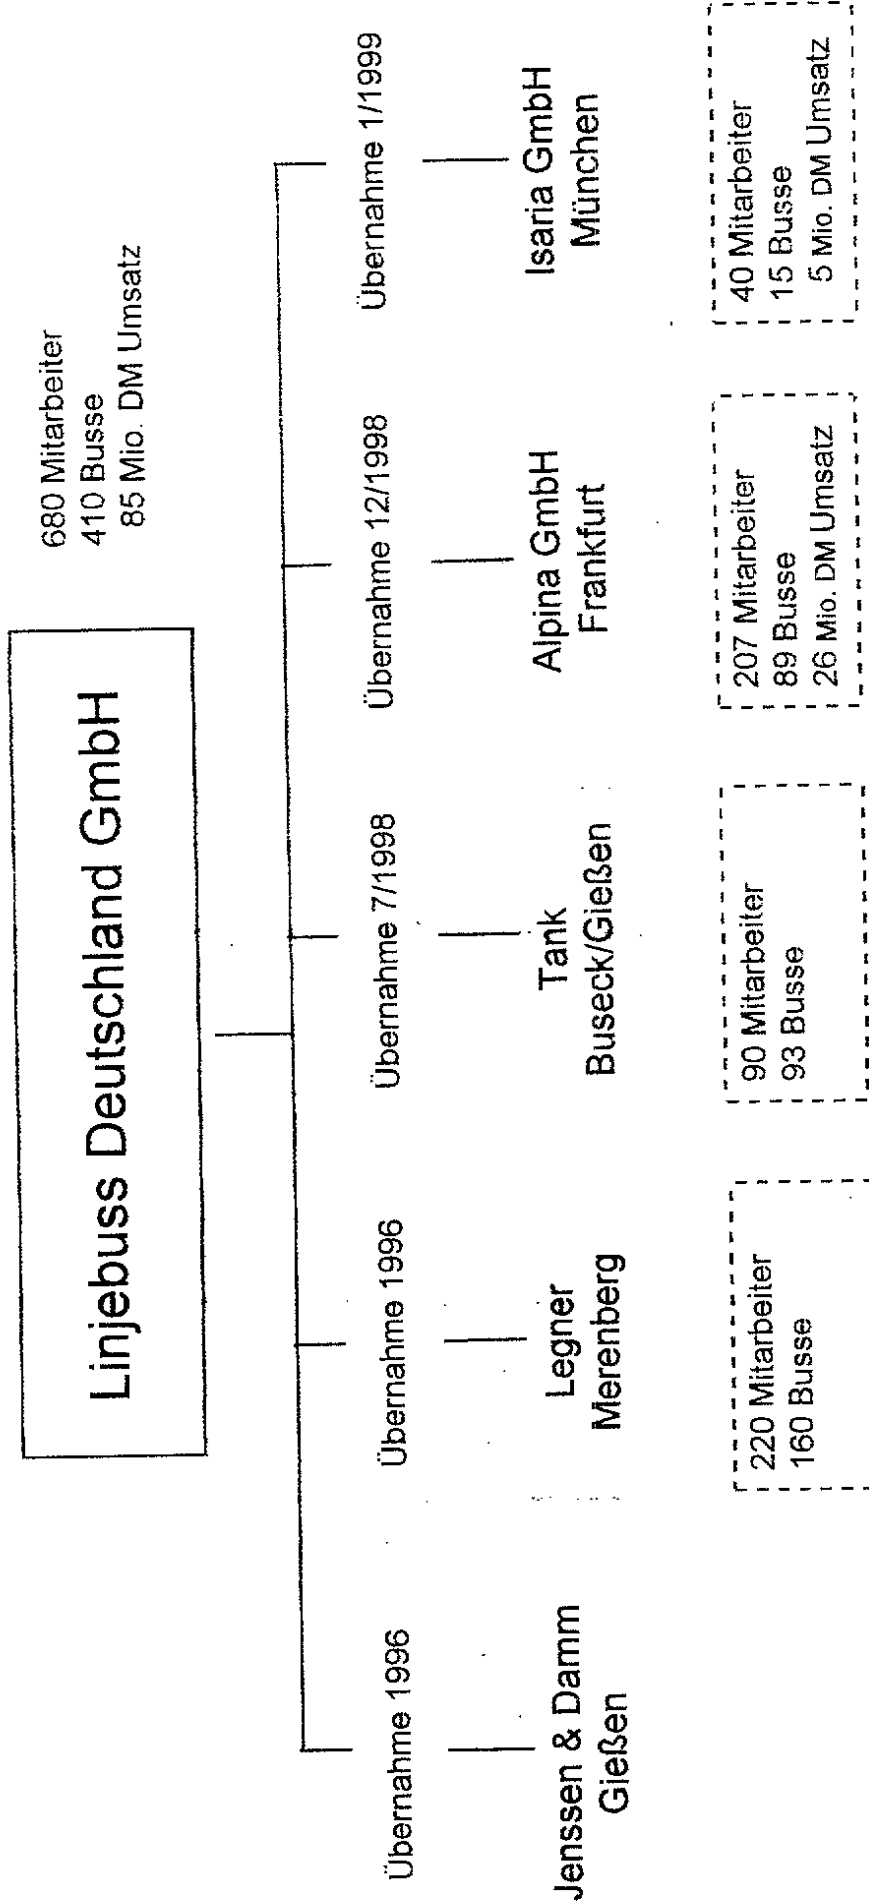 Linjebuss Deutschland GmbH
680 Mitarbeiter
410 Busse
85 Mio. DM Umsatz
Übernahme 1996
Jenssen & Damm
Gießen
Übernahme 1996
Legner
Merenberg
220 Mitarbeiter
160 Busse
Übernahme 7/1998
Tank
Buseck/Gießen
90 Mitarbeiter
93 Busse
Übernahme 12/1998
Alpina GmbH
Frankfurt
207 Mitarbeiter
89 Busse
26 Mio. DM Umsatz
Übernahme 1/1999
Isaria GmbH
München
40 Mitarbeiter
15 Busse
5 Mio. DM Umsatz